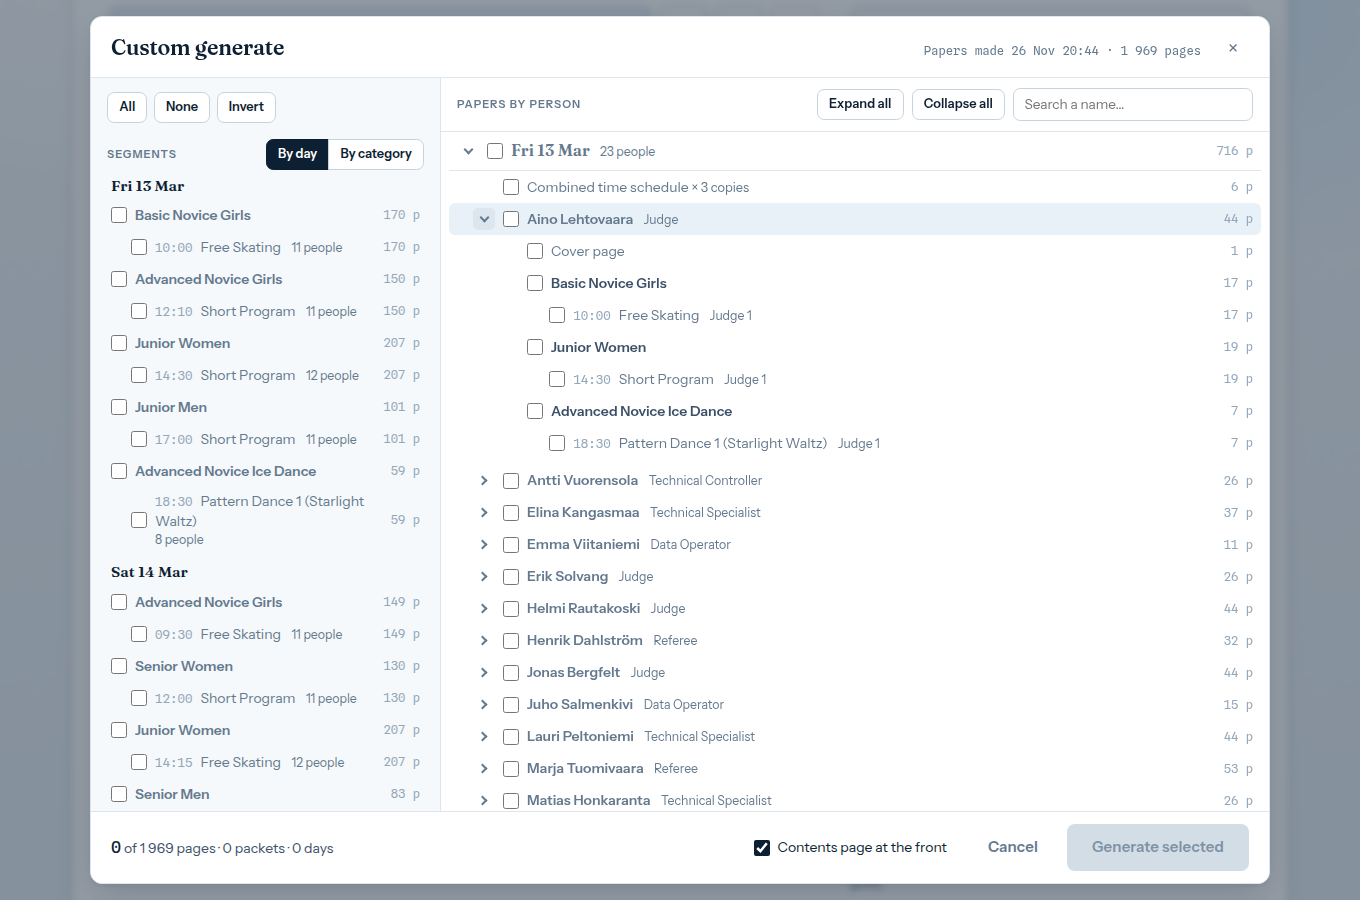 Custom generate
Papers made 26 Nov 20:44 · 1 969 pages
×
All
None
Invert
SEGMENTS
By day
By category
Fri 13 Mar
Basic Novice Girls 170 p
10:00 Free Skating 11 people 170 p
Advanced Novice Girls 150 p
12:10 Short Program 11 people 150 p
Junior Women 207 p
14:30 Short Program 12 people 207 p
Junior Men 101 p
17:00 Short Program 11 people 101 p
Advanced Novice Ice Dance 59 p
18:30 Pattern Dance 1 (Starlight
Waltz) 59 p
8 people
Sat 14 Mar
Advanced Novice Girls 149 p
09:30 Free Skating 11 people 149 p
Senior Women 130 p
12:00 Short Program 11 people 130 p
Junior Women 207 p
14:15 Free Skating 12 people 207 p
Senior Men 83 p
PAPERS BY PERSON
Expand all
Collapse all
Search a name...
Fri 13 Mar 23 people 716 p
Combined time schedule × 3 copies 6 p
Aino Lehtovaara Judge 44 p
Cover page 1 p
Basic Novice Girls 17 p
10:00 Free Skating Judge 1 17 p
Junior Women 19 p
14:30 Short Program Judge 1 19 p
Advanced Novice Ice Dance 7 p
18:30 Pattern Dance 1 (Starlight Waltz) Judge 1 7 p
Antti Vuorensola Technical Controller 26 p
Elina Kangasmaa Technical Specialist 37 p
Emma Viitaniemi Data Operator 11 p
Erik Solvang Judge 26 p
Helmi Rautakoski Judge 44 p
Henrik Dahlström Referee 32 p
Jonas Bergfelt Judge 44 p
Juho Salmenkivi Data Operator 15 p
Lauri Peltoniemi Technical Specialist 44 p
Marja Tuomivaara Referee 53 p
Matias Honkaranta Technical Specialist 26 p
0 of 1 969 pages · 0 packets · 0 days
Contents page at the front
Cancel
Generate selected